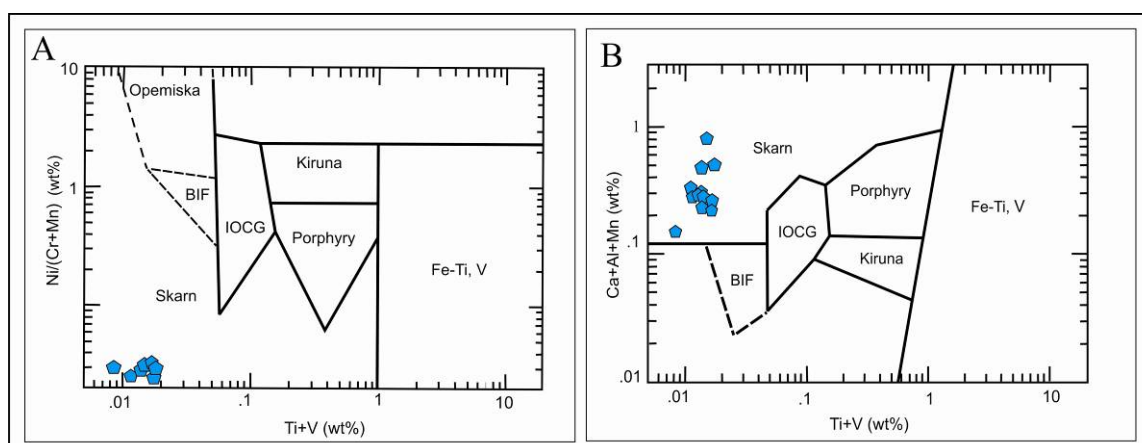 A
10
1
Ni/(Cr+Mn) (wt%)
Opemiska
BIF
IOCG
Kiruna
Porphyry
Fe-Ti, V
Skarn
.01
.1
1
10
Ti+V (wt%)
B
1
.1
.01
Ca+Al+Mn (wt%)
Skarn
Porphyry
IOCG
Fe-Ti, V
BIF
Kiruna
.01
.1
1
10
Ti+V (wt%)